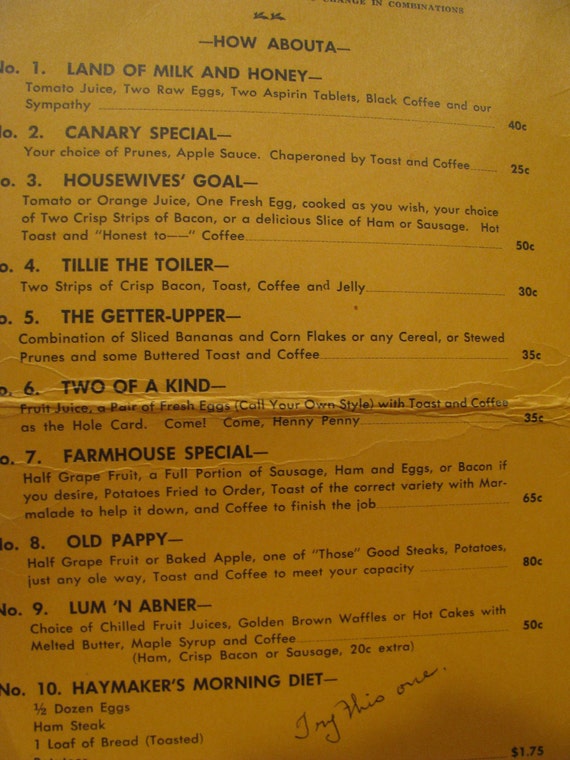 CHANGE IN COMBINATIONS
—HOW ABOUTA—
No. 1. LAND OF MILK AND HONEY—
Tomato Juice, Two Raw Eggs, Two Aspirin Tablets, Black Coffee and our
Sympathy 40c
No. 2. CANARY SPECIAL—
Your choice of Prunes, Apple Sauce. Chaperoned by Toast and Coffee 25c
o. 3. HOUSEWIVES' GOAL—
Tomato or Orange Juice, One Fresh Egg, cooked as you wish, your choice
of Two Crisp Strips of Bacon, or a delicious Slice of Ham or Sausage. Hot
Toast and "Honest to——" Coffee 50c
o. 4. TILLIE THE TOILER—
Two Strips of Crisp Bacon, Toast, Coffee and Jelly 30c
o. 5. THE GETTER-UPPER—
Combination of Sliced Bananas and Corn Flakes or any Cereal, or Stewed
Prunes and some Buttered Toast and Coffee 35c
o. 6. TWO OF A KIND—
Fruit Juice, a Pair of Fresh Eggs (Call Your Own Style) with Toast and Coffee
as the Hole Card. Come! Come, Henny Penny 35c
o. 7. FARMHOUSE SPECIAL—
Half Grape Fruit, a Full Portion of Sausage, Ham and Eggs, or Bacon if
you desire, Potatoes Fried to Order, Toast of the correct variety with Mar-
malade to help it down, and Coffee to finish the job 65c
No. 8. OLD PAPPY—
Half Grape Fruit or Baked Apple, one of "Those" Good Steaks, Potatoes,
just any ole way, Toast and Coffee to meet your capacity 80c
No. 9. LUM 'N ABNER—
Choice of Chilled Fruit Juices, Golden Brown Waffles or Hot Cakes with
Melted Butter, Maple Syrup and Coffee 50c
(Ham, Crisp Bacon or Sausage, 20c extra)
No. 10. HAYMAKER'S MORNING DIET—
½ Dozen Eggs
Ham Steak
1 Loaf of Bread (Toasted)
Try this one.
$1.75